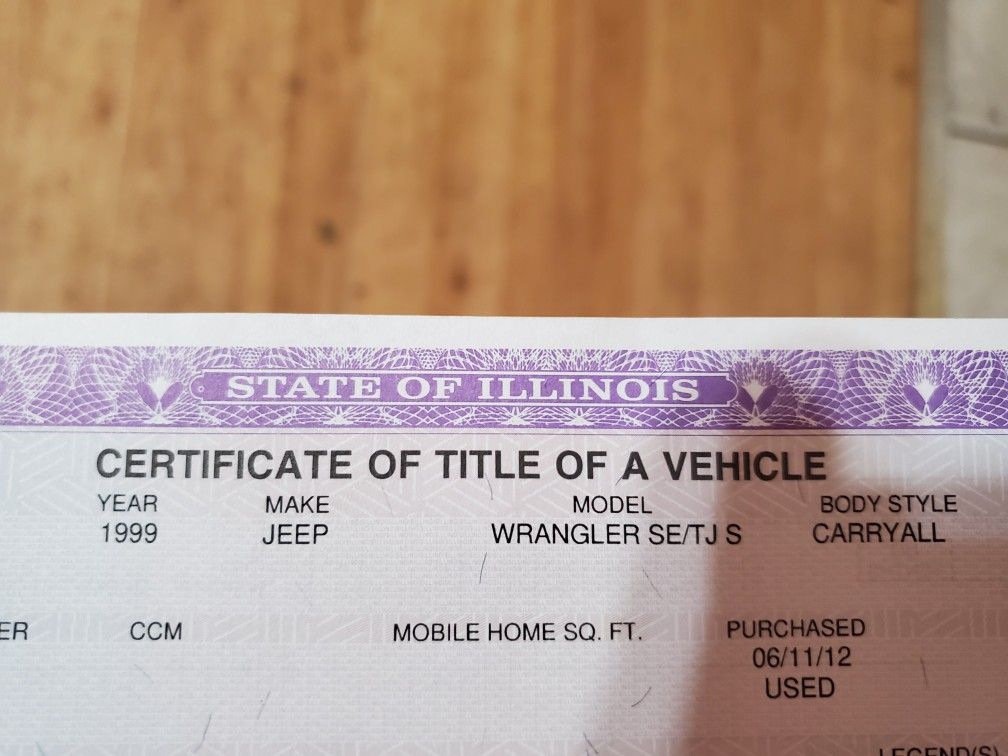 STATE OF ILLINOIS
CERTIFICATE OF TITLE OF A VEHICLE
YEAR MAKE MODEL BODY STYLE
1999 JEEP WRANGLER SE/TJ S CARRYALL
ER CCM MOBILE HOME SQ. FT. PURCHASED
06/11/12
USED
LEGEND(S)